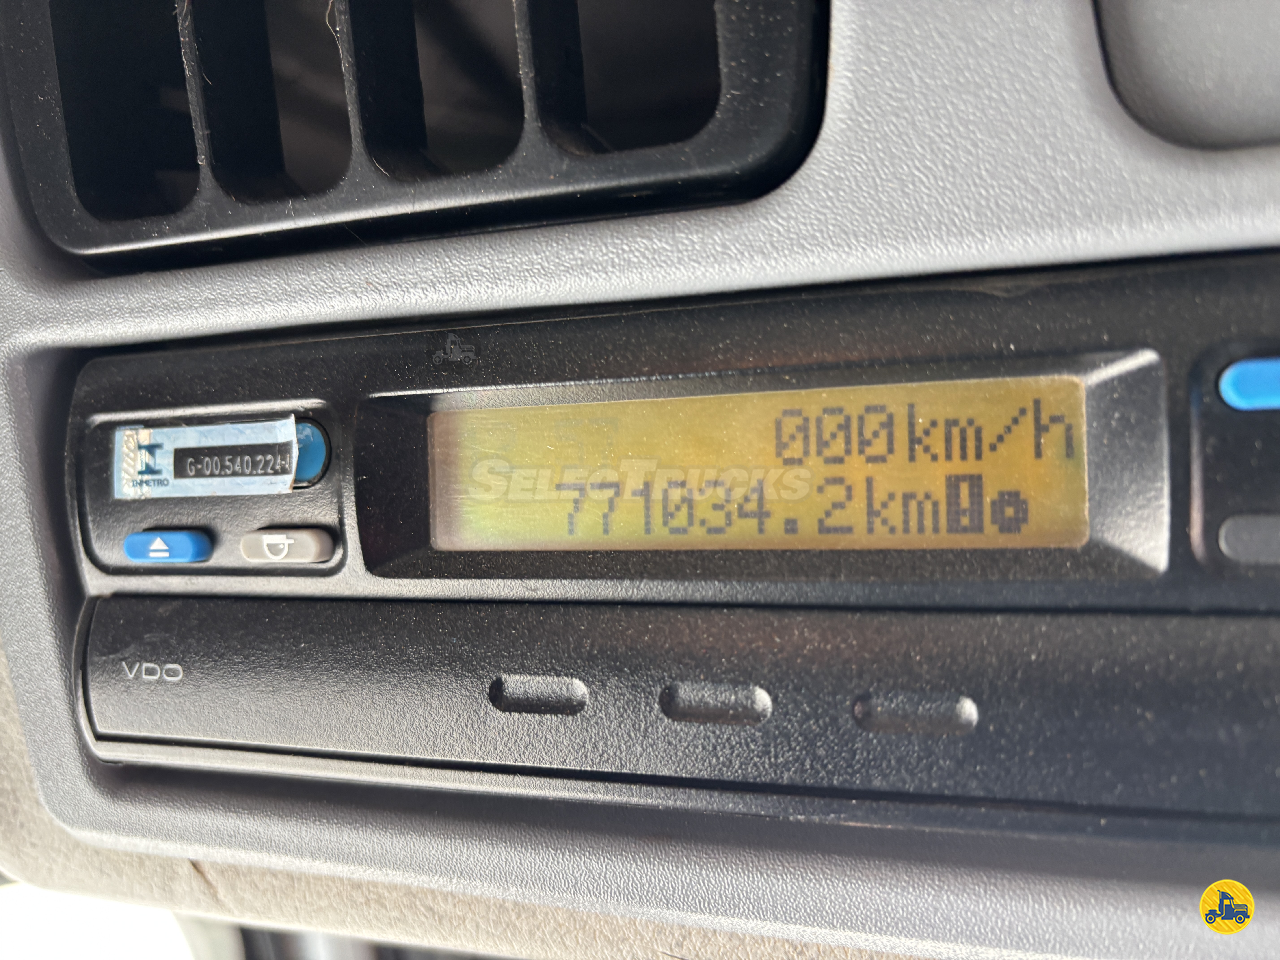 000km/h
SELECTRUCKS
771034.2km
G-00.540.224-
INMETRO
VDO